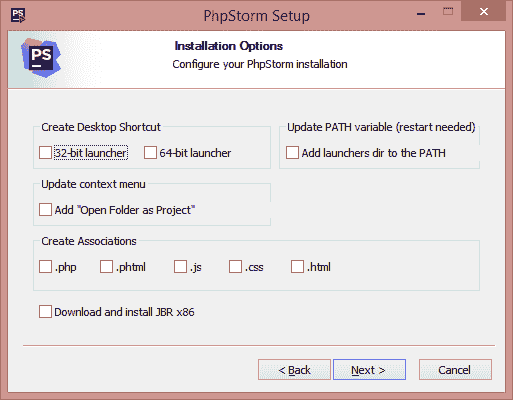 PS
PhpStorm Setup
PS
Installation Options
Configure your PhpStorm installation
Create Desktop Shortcut
32-bit launcher
64-bit launcher
Update PATH variable (restart needed)
Add launchers dir to the PATH
Update context menu
Add "Open Folder as Project"
Create Associations
.php
.phtml
.js
.css
.html
Download and install JBR x86
< Back
Next >
Cancel